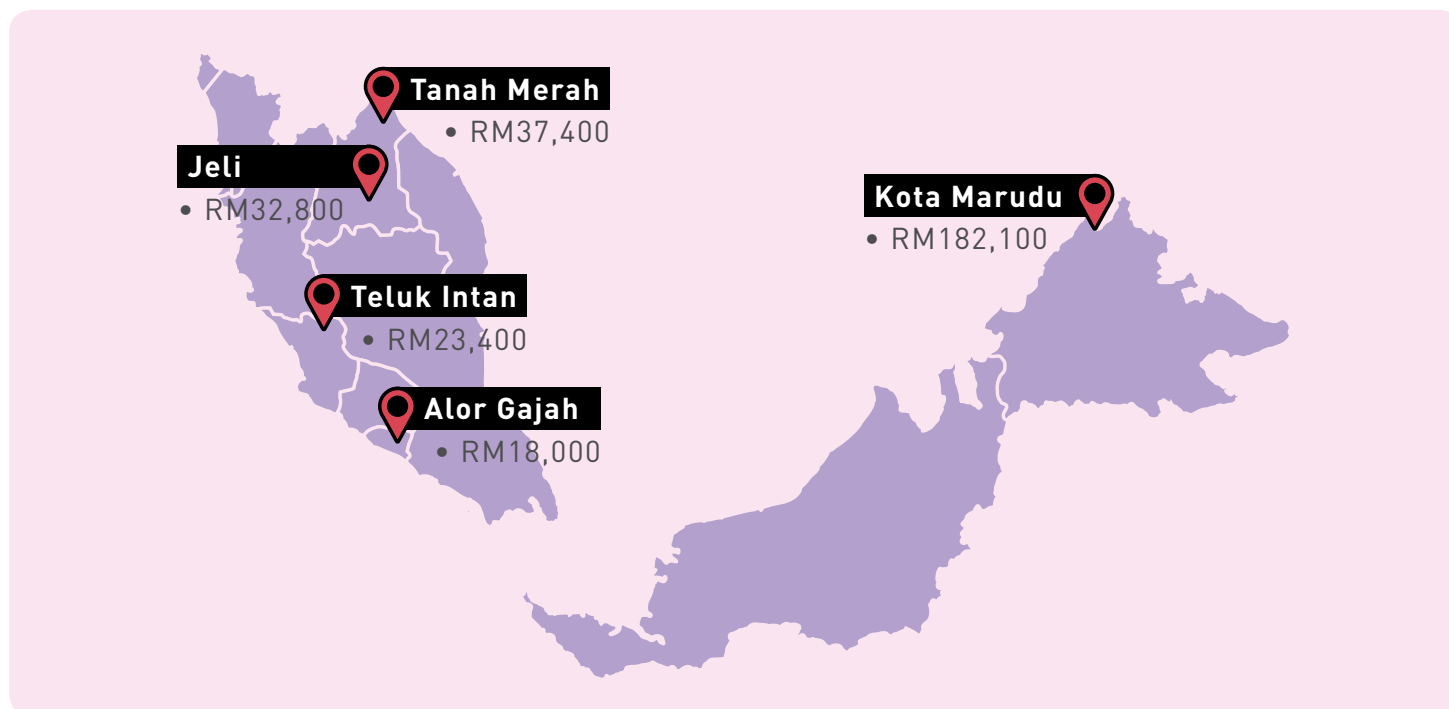 Tanah Merah
• RM37,400
Jeli
• RM32,800
Kota Marudu
• RM182,100
Teluk Intan
• RM23,400
Alor Gajah
• RM18,000